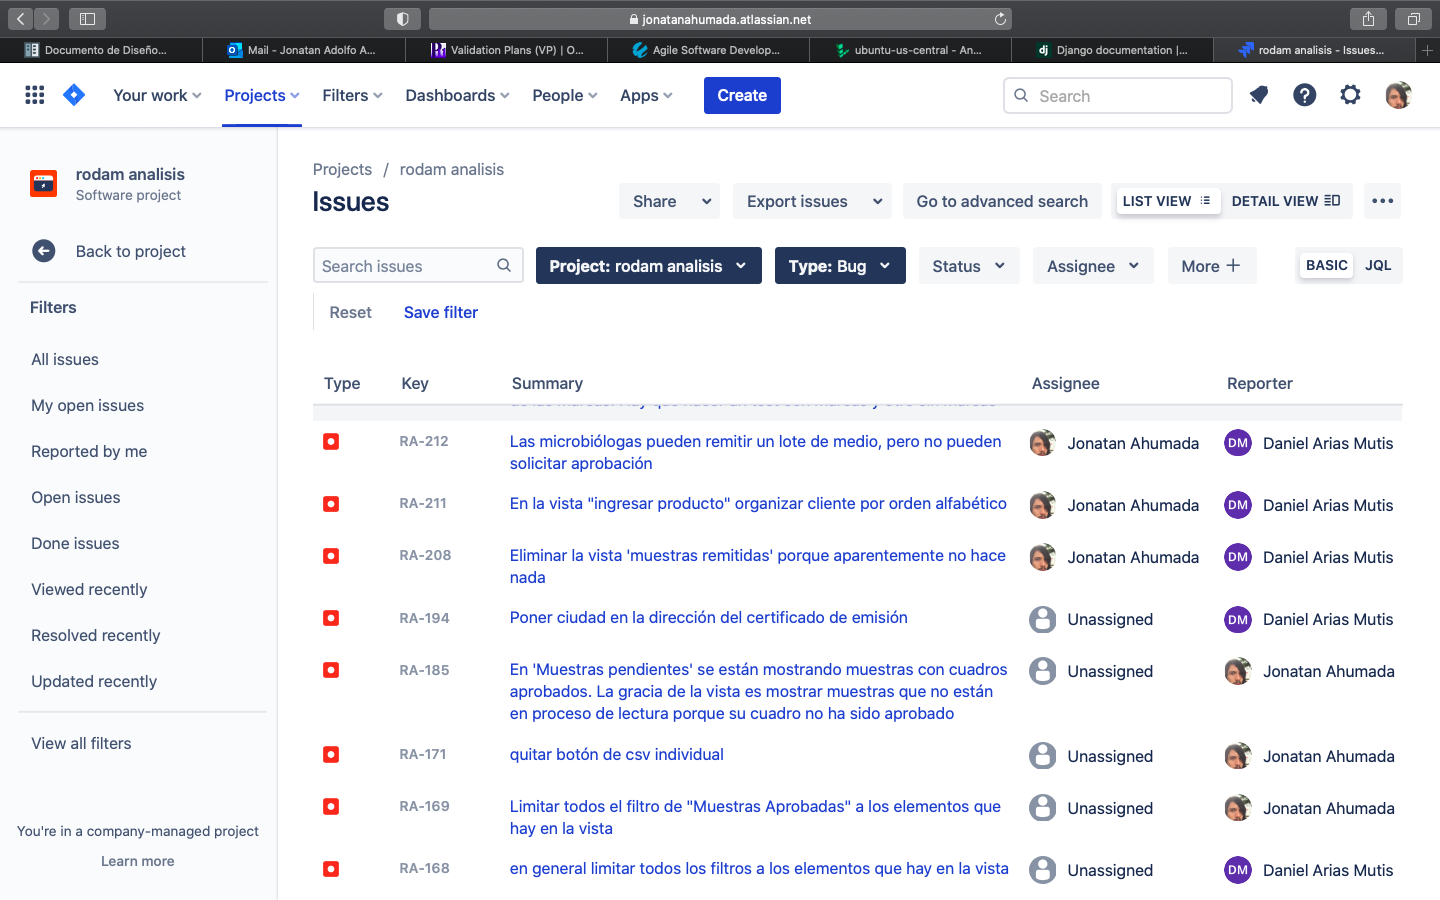 jonatanahumada.atlassian.net
Documento de Diseño...
Mail - Jonatan Adolfo A...
Validation Plans (VP) | O...
Agile Software Develop...
ubuntu-us-central - An...
dj Django documentation |...
rodam analisis - Issues...
Your work
Projects
Filters
Dashboards
People
Apps
Create
Search
rodam analisis
Software project
Back to project
Filters
All issues
My open issues
Reported by me
Open issues
Done issues
Viewed recently
Resolved recently
Updated recently
View all filters
You're in a company-managed project
Learn more
Projects / rodam analisis
Issues
Share
Export issues
Go to advanced search
LIST VIEW
DETAIL VIEW
Search issues
Project: rodam analisis
Type: Bug
Status
Assignee
More
BASIC
JQL
Reset
Save filter
Type Key Summary Assignee Reporter
RA-212 Las microbiólogas pueden remitir un lote de medio, pero no pueden Jonatan Ahumada DM Daniel Arias Mutis
solicitar aprobación
RA-211 En la vista "ingresar producto" organizar cliente por orden alfabético Jonatan Ahumada DM Daniel Arias Mutis
RA-208 Eliminar la vista 'muestras remitidas' porque aparentemente no hace Jonatan Ahumada DM Daniel Arias Mutis
nada
RA-194 Poner ciudad en la dirección del certificado de emisión Unassigned DM Daniel Arias Mutis
RA-185 En 'Muestras pendientes' se están mostrando muestras con cuadros Unassigned Jonatan Ahumada
aprobados. La gracia de la vista es mostrar muestras que no están
en proceso de lectura porque su cuadro no ha sido aprobado
RA-171 quitar botón de csv individual Unassigned Jonatan Ahumada
RA-169 Limitar todos el filtro de "Muestras Aprobadas" a los elementos que Unassigned Jonatan Ahumada
hay en la vista
RA-168 en general limitar todos los filtros a los elementos que hay en la vista Unassigned DM Daniel Arias Mutis